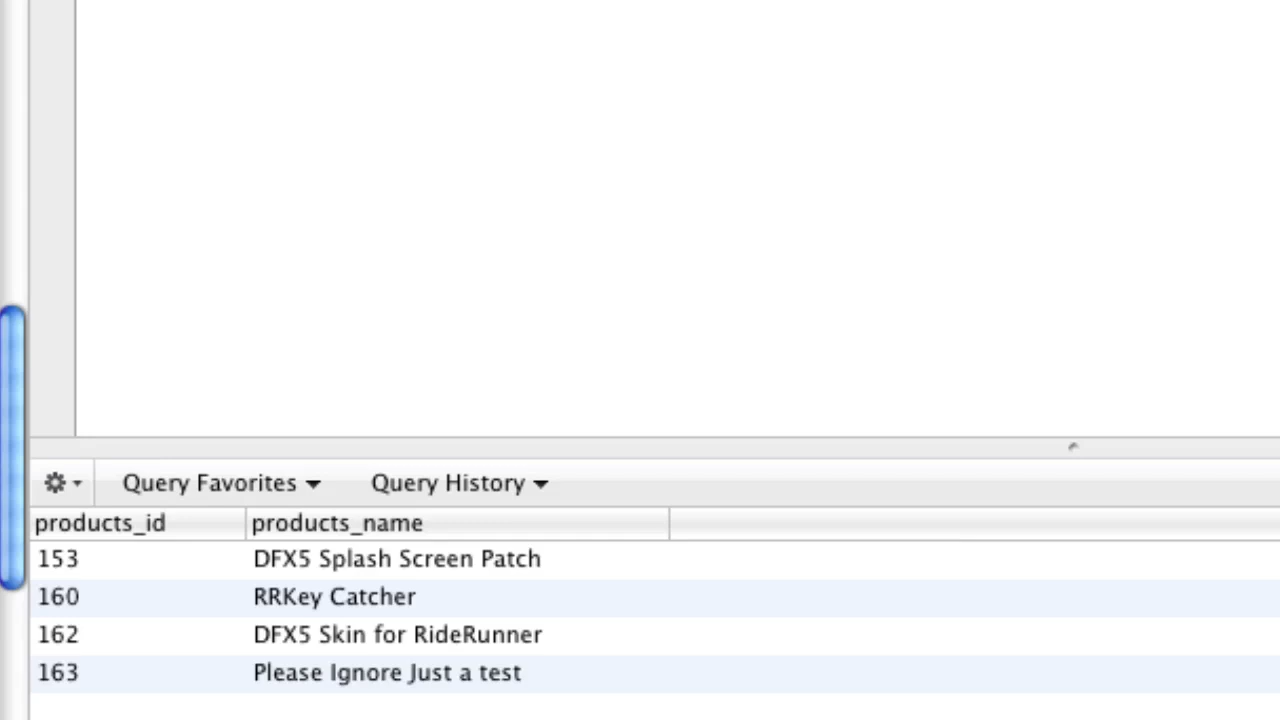 Query Favorites Query History
products_id products_name
153 DFX5 Splash Screen Patch
160 RRKey Catcher
162 DFX5 Skin for RideRunner
163 Please Ignore Just a test